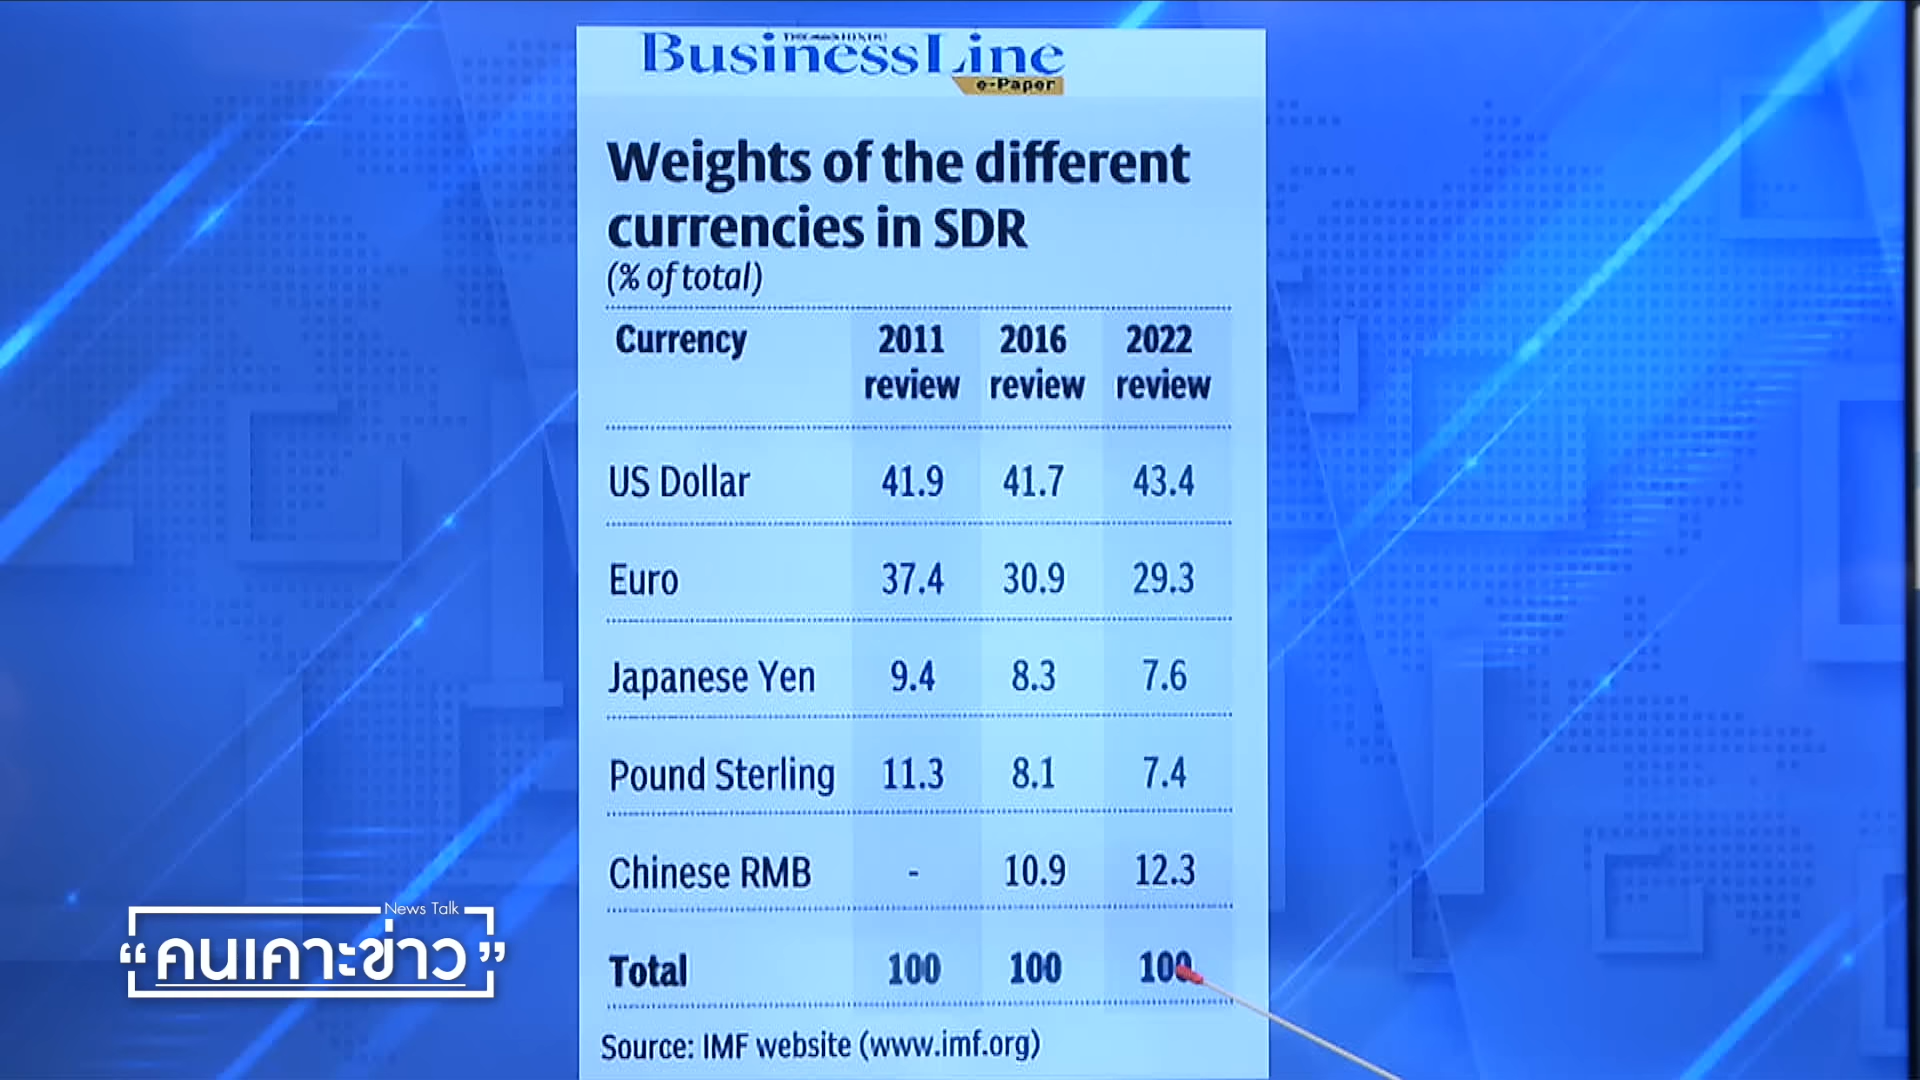 BusinessLine
e-Paper
Weights of the different
currencies in SDR
(% of total)
Currency 2011 review 2016 review 2022 review
US Dollar 41.9 41.7 43.4
Euro 37.4 30.9 29.3
Japanese Yen 9.4 8.3 7.6
Pound Sterling 11.3 8.1 7.4
Chinese RMB - 10.9 12.3
Total 100 100 100
Source: IMF website (www.imf.org)
News Talk
“คนเคาะข่าว”